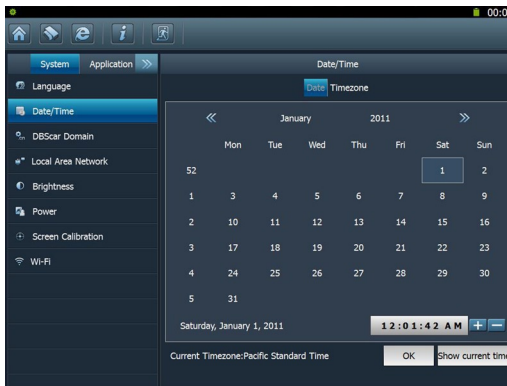 00:0
System Application
Date/Time
Language
Date Timezone
Date/Time
January 2011
DBScar Domain
Mon Tue Wed Thu Fri Sat Sun
Local Area Network
52 1 2
Brightness
1 3 4 5 6 7 8 9
Power
2 10 11 12 13 14 15 16
Screen Calibration
3 17 18 19 20 21 22 23
Wi-Fi
4 24 25 26 27 28 29 30
5 31
Saturday, January 1, 2011 12:01:42 AM + −
Current Timezone:Pacific Standard Time OK Show current time